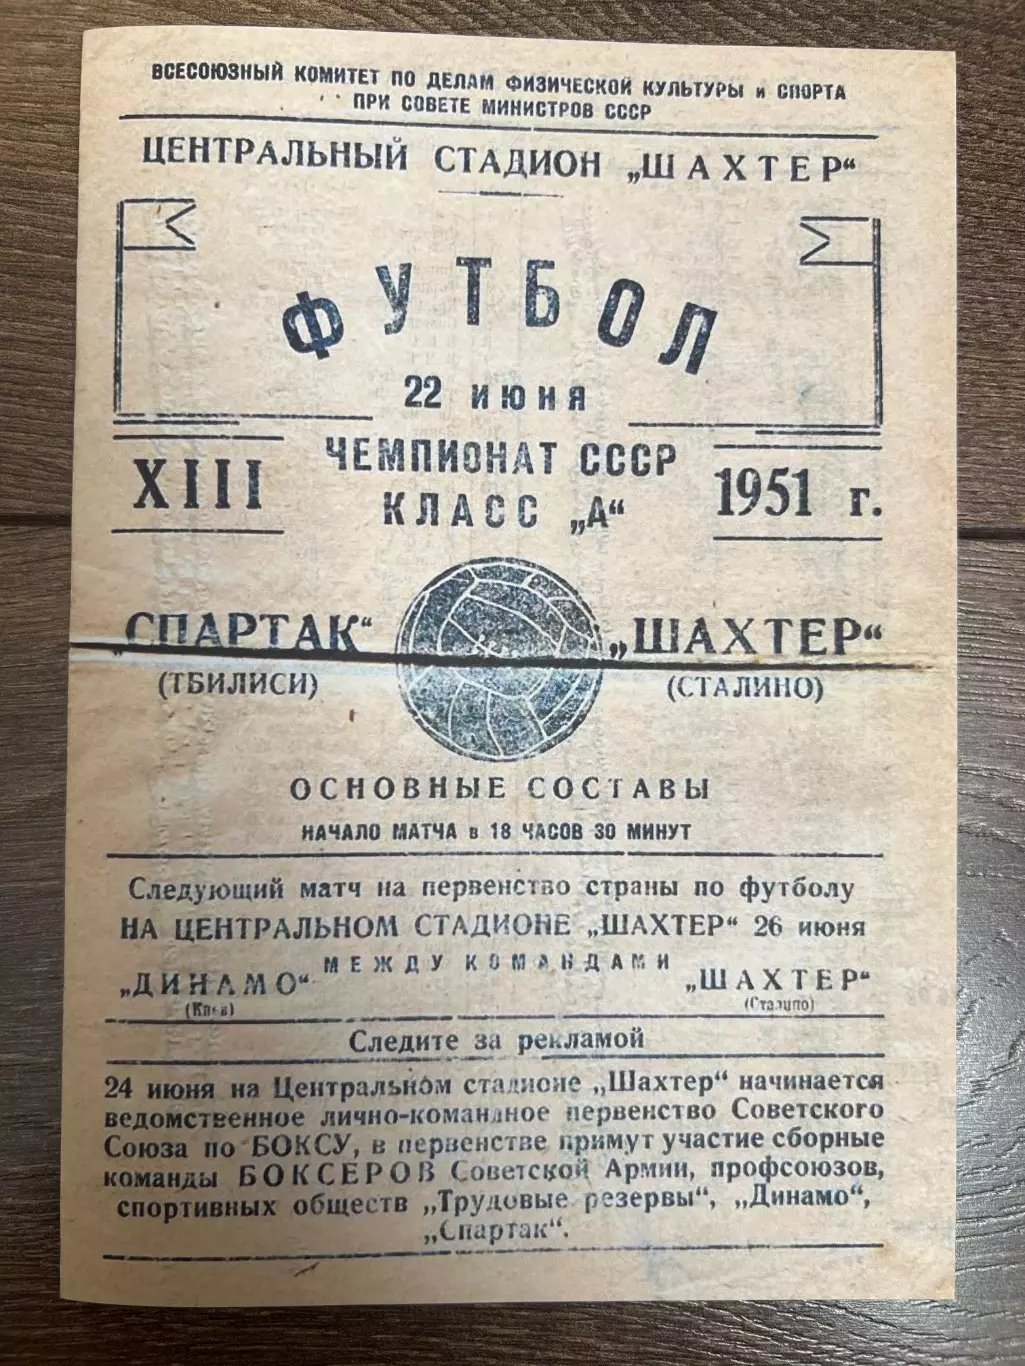 ВСЕСОЮЗНЫЙ КОМИТЕТ ПО ДЕЛАМ ФИЗИЧЕСКОЙ КУЛЬТУРЫ и СПОРТА
ПРИ СОВЕТЕ МИНИСТРОВ СССР
ЦЕНТРАЛЬНЫЙ СТАДИОН „ШАХТЕР“
ФУТБОЛ
22 ИЮНЯ
XIII ЧЕМПИОНАТ СССР 1951 г.
КЛАСС „А“
„СПАРТАК“ „ШАХТЕР“
(ТБИЛИСИ) (СТАЛИНО)
ОСНОВНЫЕ СОСТАВЫ
НАЧАЛО МАТЧА в 18 ЧАСОВ 30 МИНУТ
Следующий матч на первенство страны по футболу
НА ЦЕНТРАЛЬНОМ СТАДИОНЕ „ШАХТЕР“ 26 июня
МЕЖДУ КОМАНДАМИ
„ДИНАМО“ „ШАХТЕР“
(Киев) (Сталино)
Следите за рекламой
24 июня на Центральном стадионе „Шахтер“ начинается
ведомственное лично-командное первенство Советского
Союза по БОКСУ, в первенстве примут участие сборные
команды БОКСЕРОВ Советской Армии, профсоюзов,
спортивных обществ „Трудовые резервы“, „Динамо“,
„Спартак“.